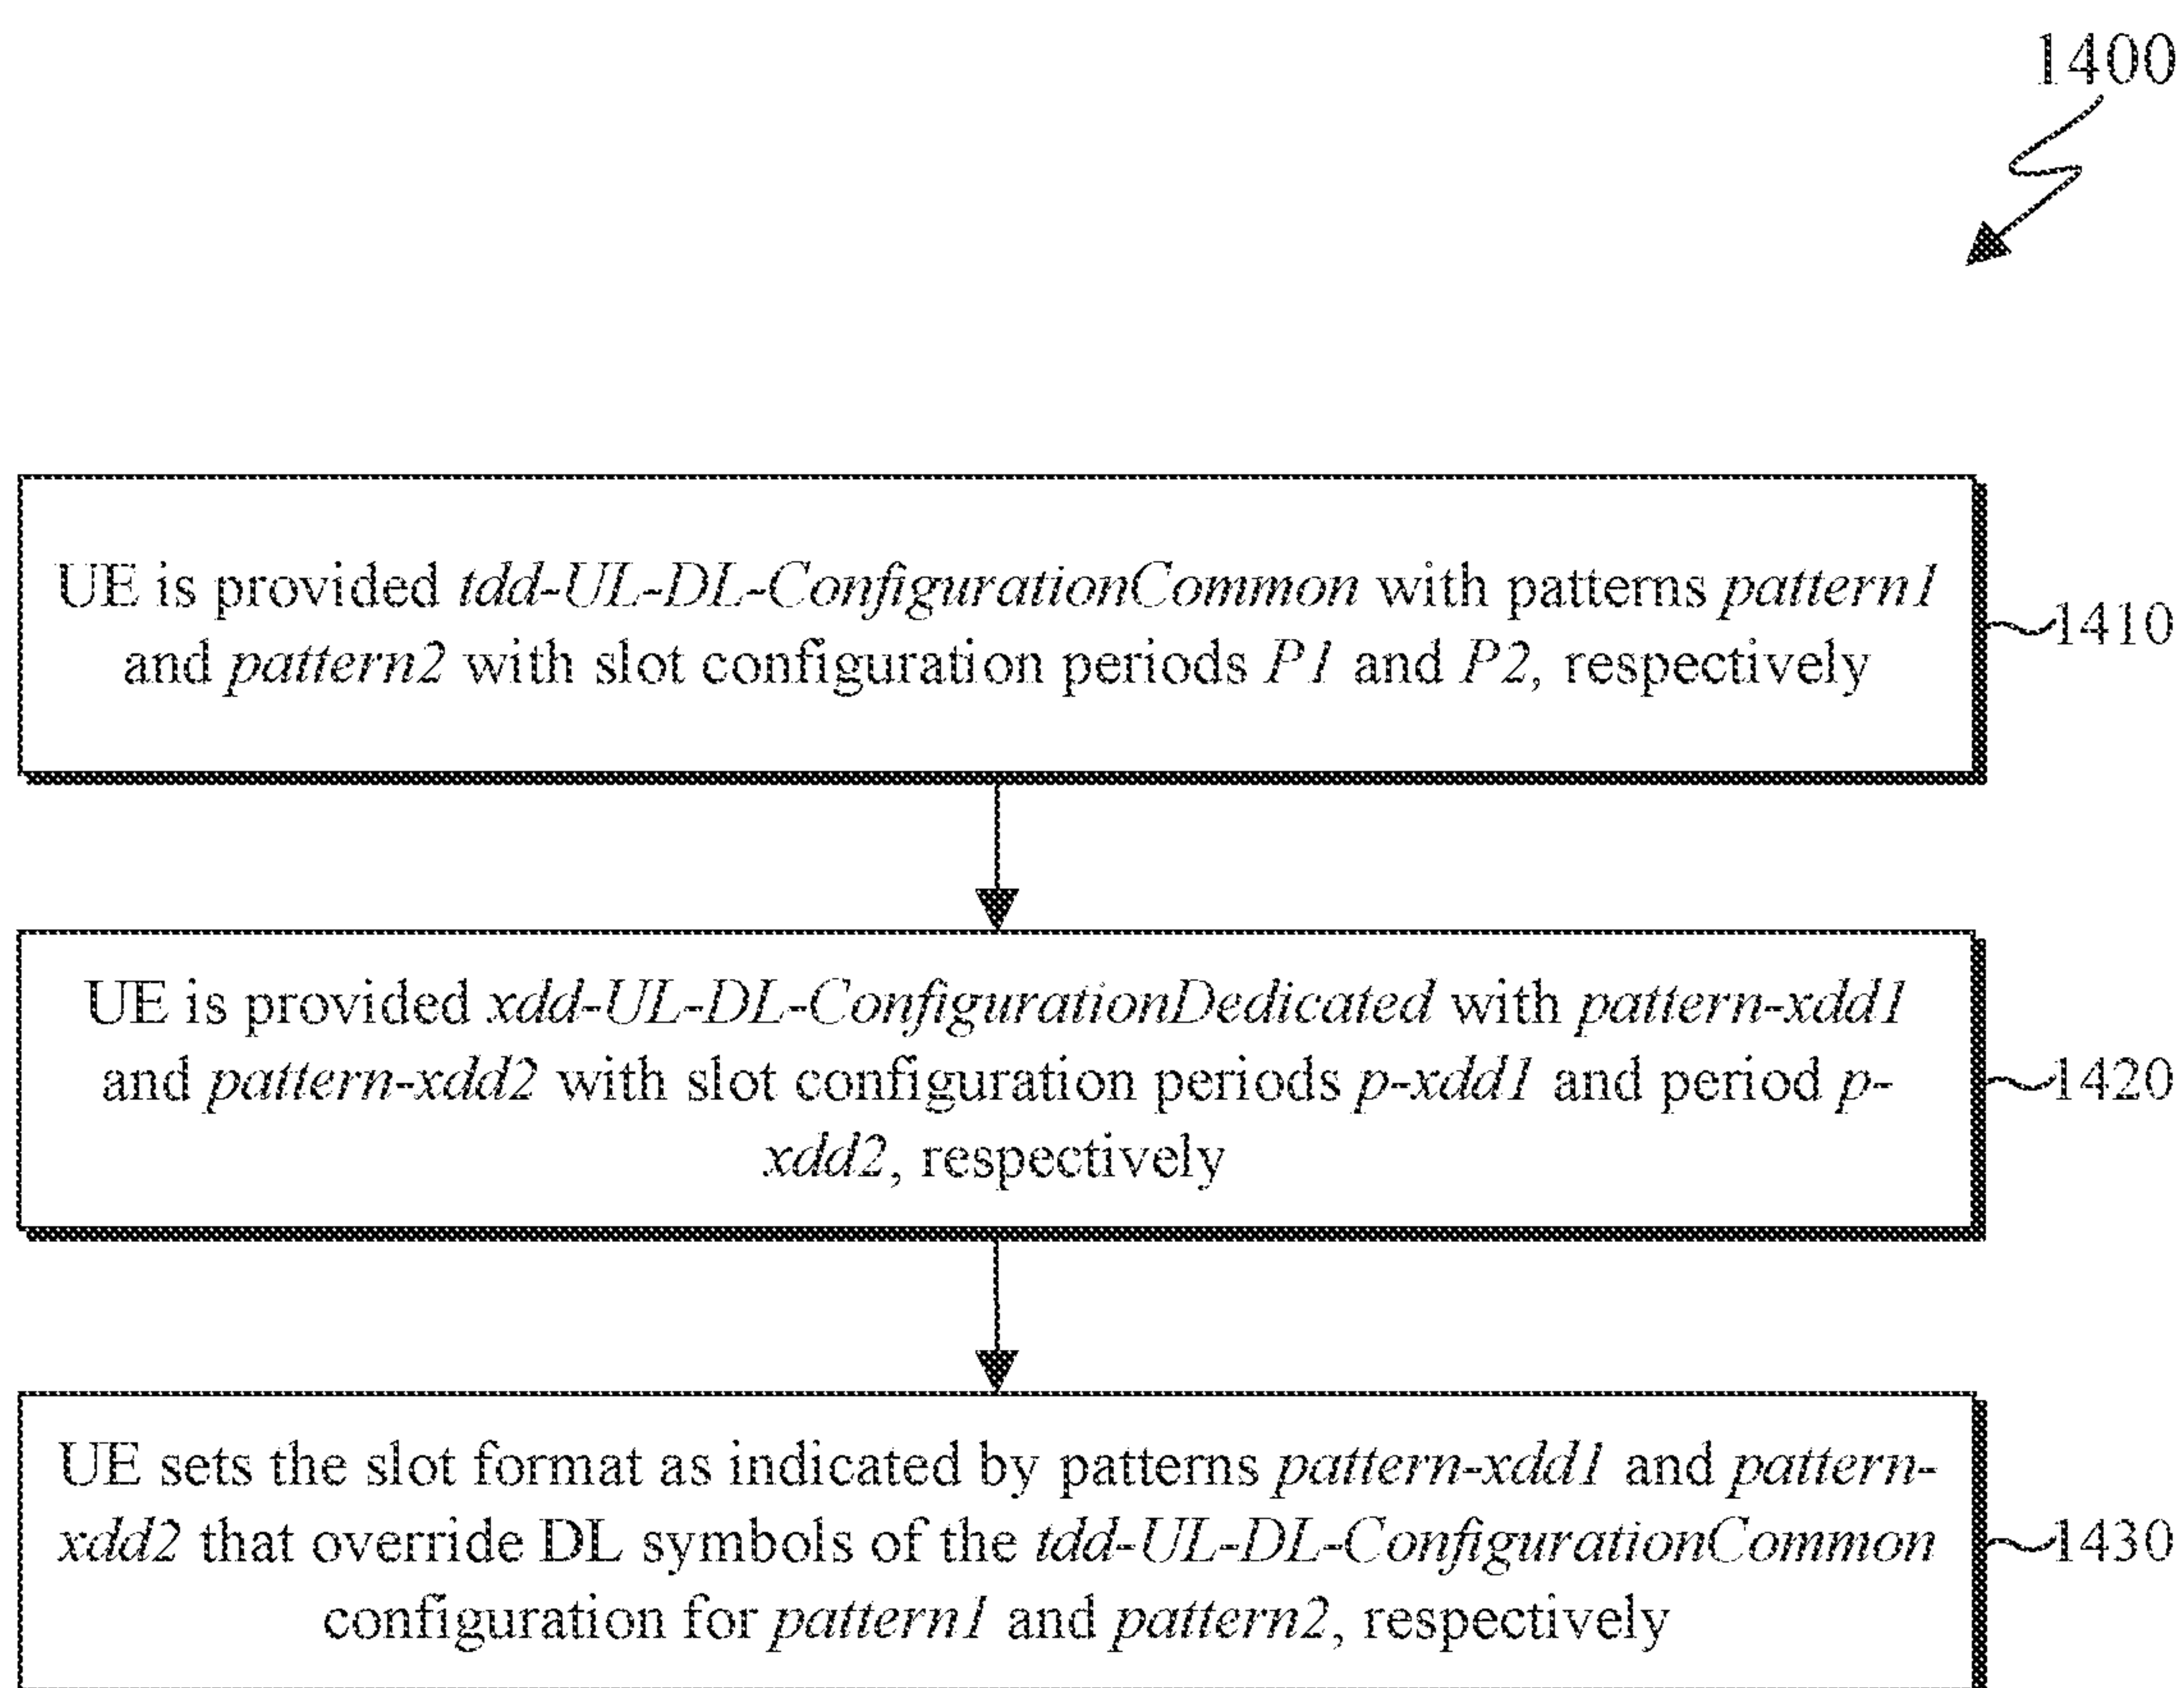 1400
UE is provided tdd-UL-DL-ConfigurationCommon with patterns pattern1
and pattern2 with slot configuration periods P1 and P2, respectively
1410
UE is provided xdd-UL-DL-ConfigurationDedicated with pattern-xdd1
and pattern-xdd2 with slot configuration periods p-xdd1 and period p-
xdd2, respectively
1420
UE sets the slot format as indicated by patterns pattern-xdd1 and pattern-
xdd2 that override DL symbols of the tdd-UL-DL-ConfigurationCommon
configuration for pattern1 and pattern2, respectively
1430